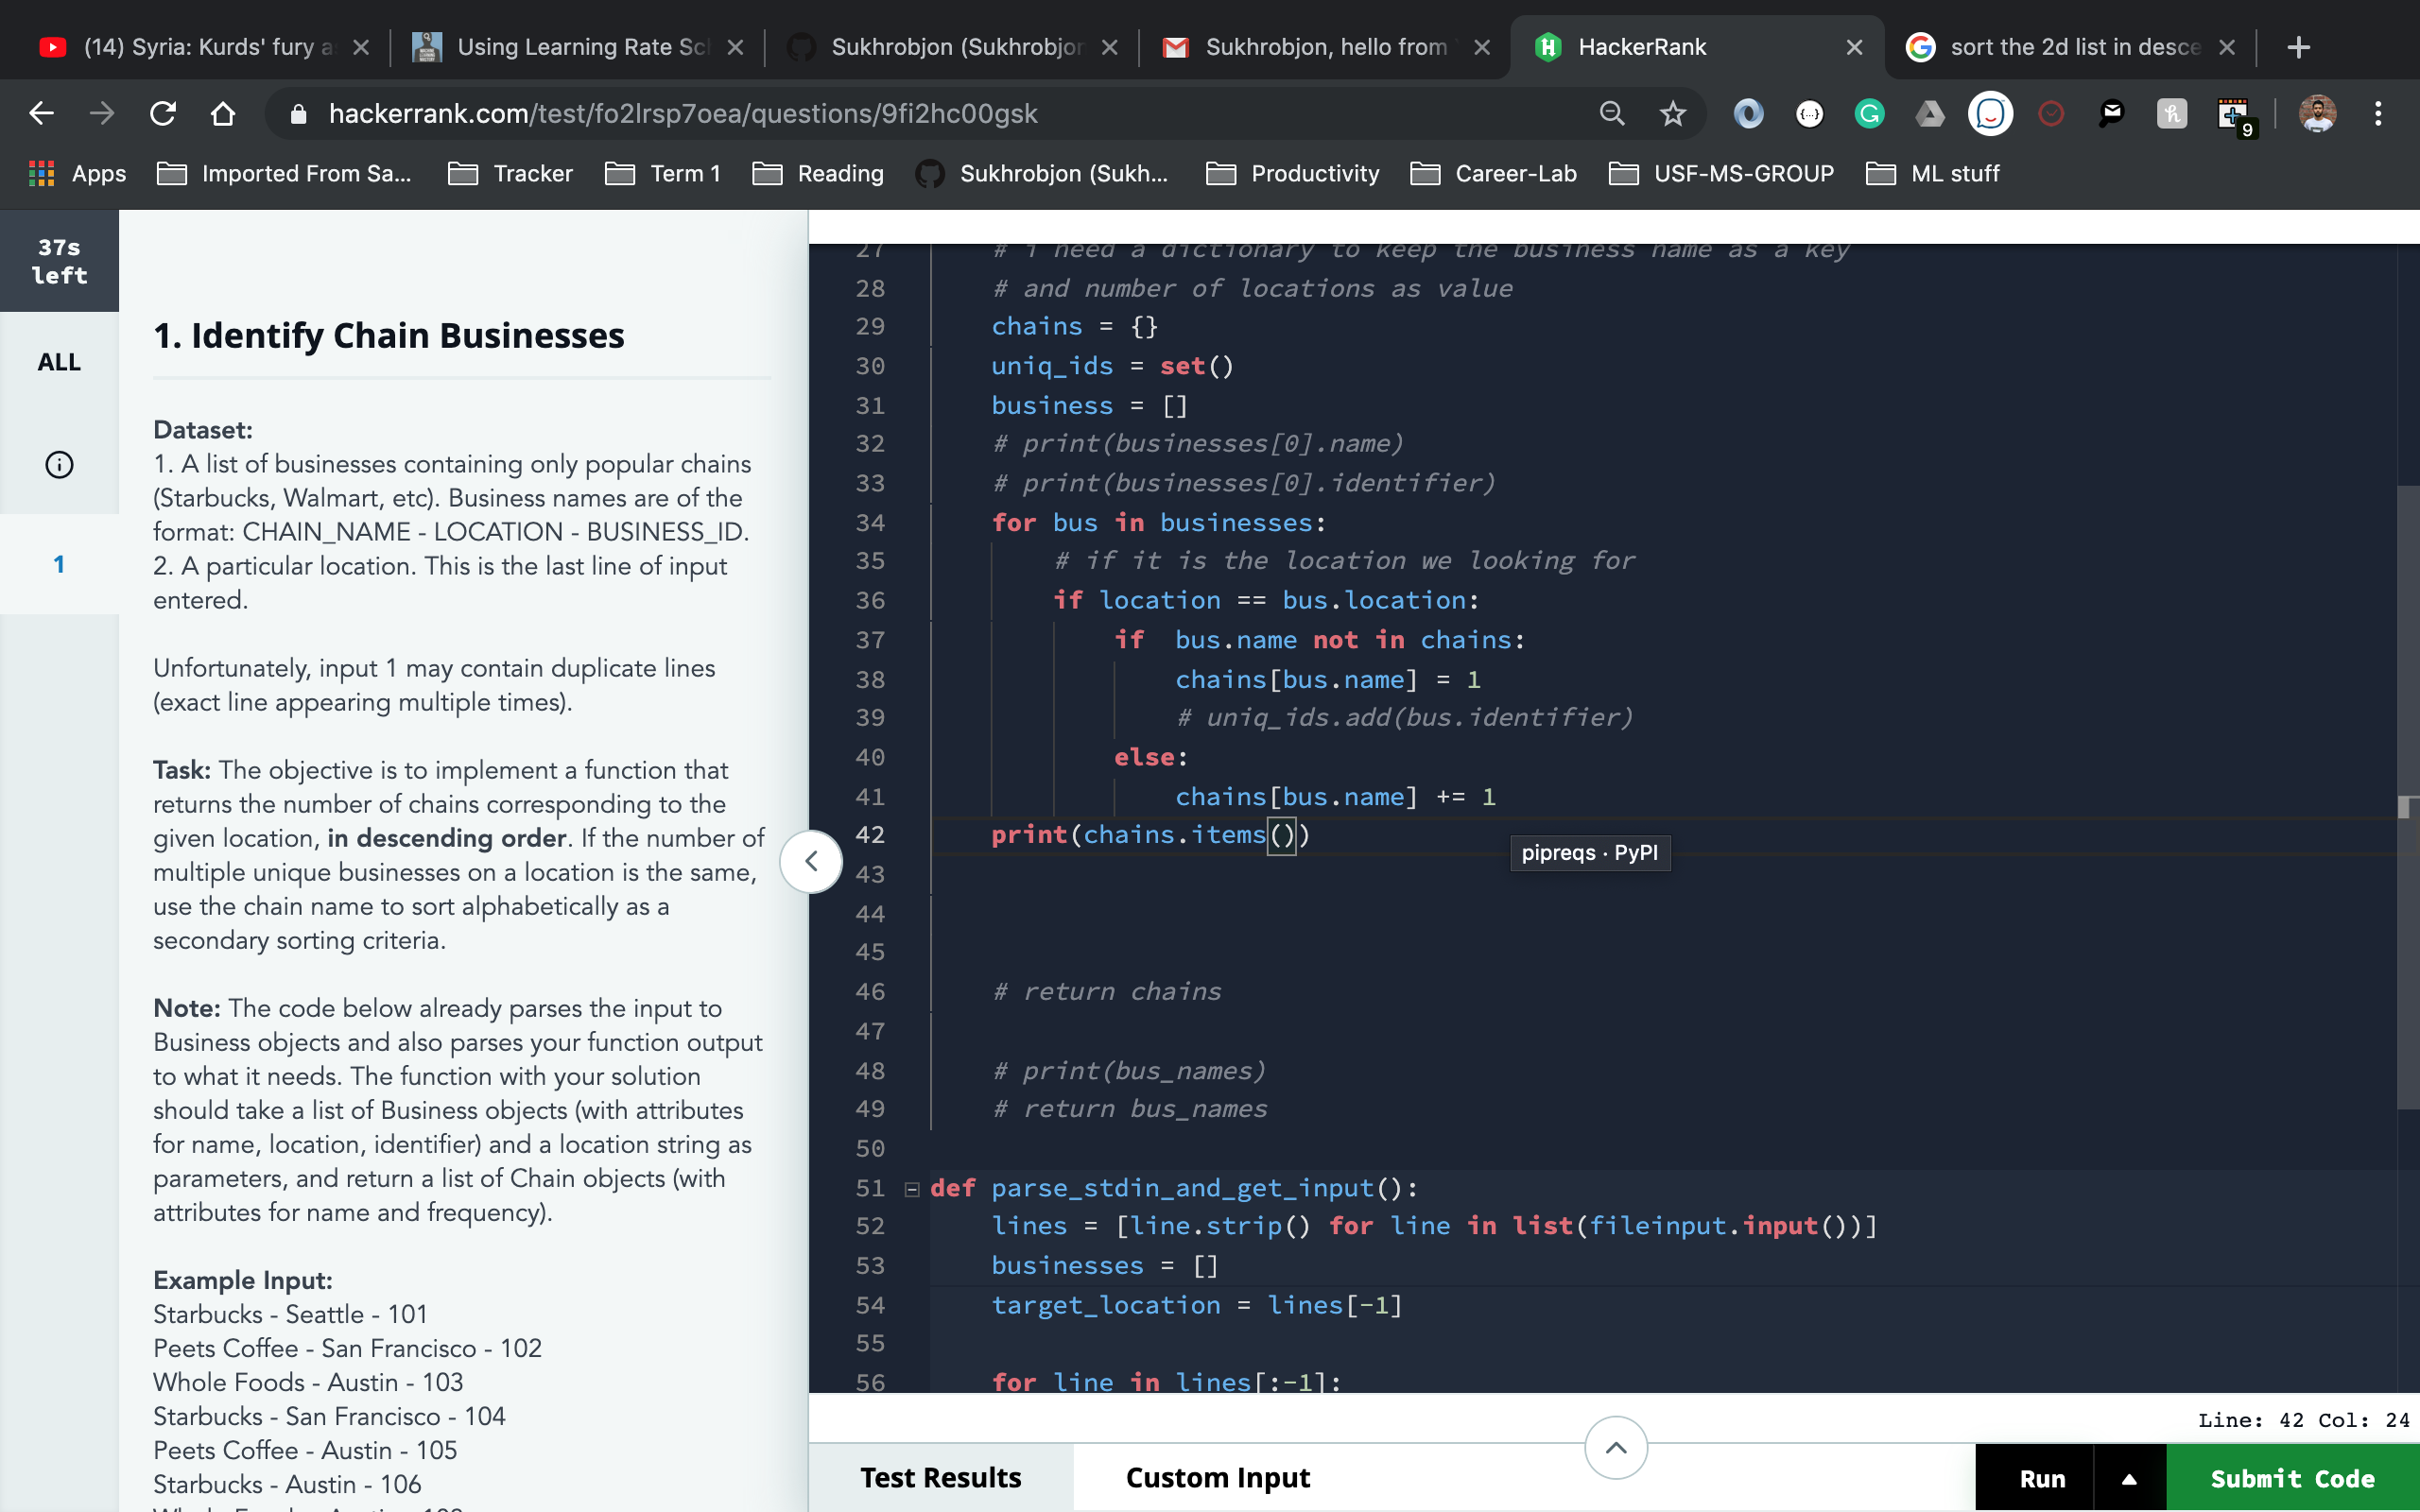 (14) Syria: Kurds' fury a
Using Learning Rate Sc
Sukhrobjon (Sukhrobjor
Sukhrobjon, hello from
HackerRank
sort the 2d list in desce
hackerrank.com/test/fo2lrsp7oea/questions/9fi2hc00gsk
9
Apps
Imported From Sa...
Tracker
Term 1
Reading
Sukhrobjon (Sukh...
Productivity
Career-Lab
USF-MS-GROUP
ML stuff
37s
left
ALL
1
1. Identify Chain Businesses
Dataset:
1. A list of businesses containing only popular chains
(Starbucks, Walmart, etc). Business names are of the
format: CHAIN_NAME - LOCATION - BUSINESS_ID.
2. A particular location. This is the last line of input
entered.
Unfortunately, input 1 may contain duplicate lines
(exact line appearing multiple times).
Task: The objective is to implement a function that
returns the number of chains corresponding to the
given location, in descending order. If the number of
multiple unique businesses on a location is the same,
use the chain name to sort alphabetically as a
secondary sorting criteria.
Note: The code below already parses the input to
Business objects and also parses your function output
to what it needs. The function with your solution
should take a list of Business objects (with attributes
for name, location, identifier) and a location string as
parameters, and return a list of Chain objects (with
attributes for name and frequency).
Example Input:
Starbucks - Seattle - 101
Peets Coffee - San Francisco - 102
Whole Foods - Austin - 103
Starbucks - San Francisco - 104
Peets Coffee - Austin - 105
Starbucks - Austin - 106
27 # i need a dictionary to keep the business name as a key
28 # and number of locations as value
29 chains = {}
30 uniq_ids = set()
31 business = []
32 # print(businesses[0].name)
33 # print(businesses[0].identifier)
34 for bus in businesses:
35 # if it is the location we looking for
36 if location == bus.location:
37 if  bus.name not in chains:
38 chains[bus.name] = 1
39 # uniq_ids.add(bus.identifier)
40 else:
41 chains[bus.name] += 1
42 print(chains.items())
pipreqs · PyPI
43
44
45
46 # return chains
47
48 # print(bus_names)
49 # return bus_names
50
51 def parse_stdin_and_get_input():
52 lines = [line.strip() for line in list(fileinput.input())]
53 businesses = []
54 target_location = lines[-1]
55
56 for line in lines[:-1]:
Line: 42 Col: 24
Test Results
Custom Input
Run
Submit Code